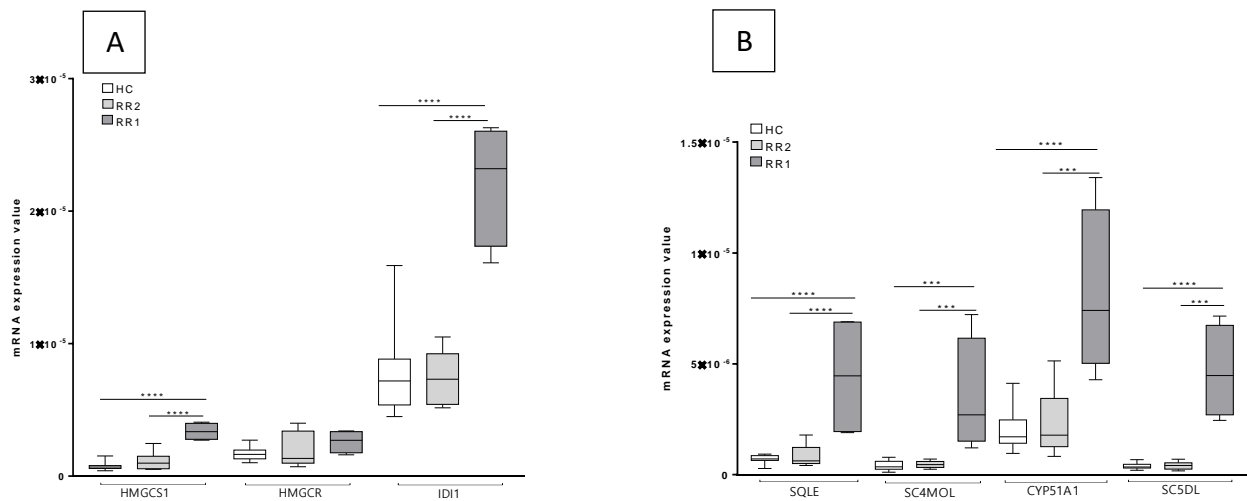 A
3✖10 -5
HC
RR2
RR1
****
****
2✖10 -5
mRNA expression value
1✖10 -5
****
****
0
HMGCS1 HMGCR IDI1
B
HC
RR2
RR1
1.5✖10 -5
****
***
mRNA expression value
1✖10 -5
****
****
***
***
****
***
5✖10 -6
0
SQLE SC4MOL CYP51A1 SC5DL